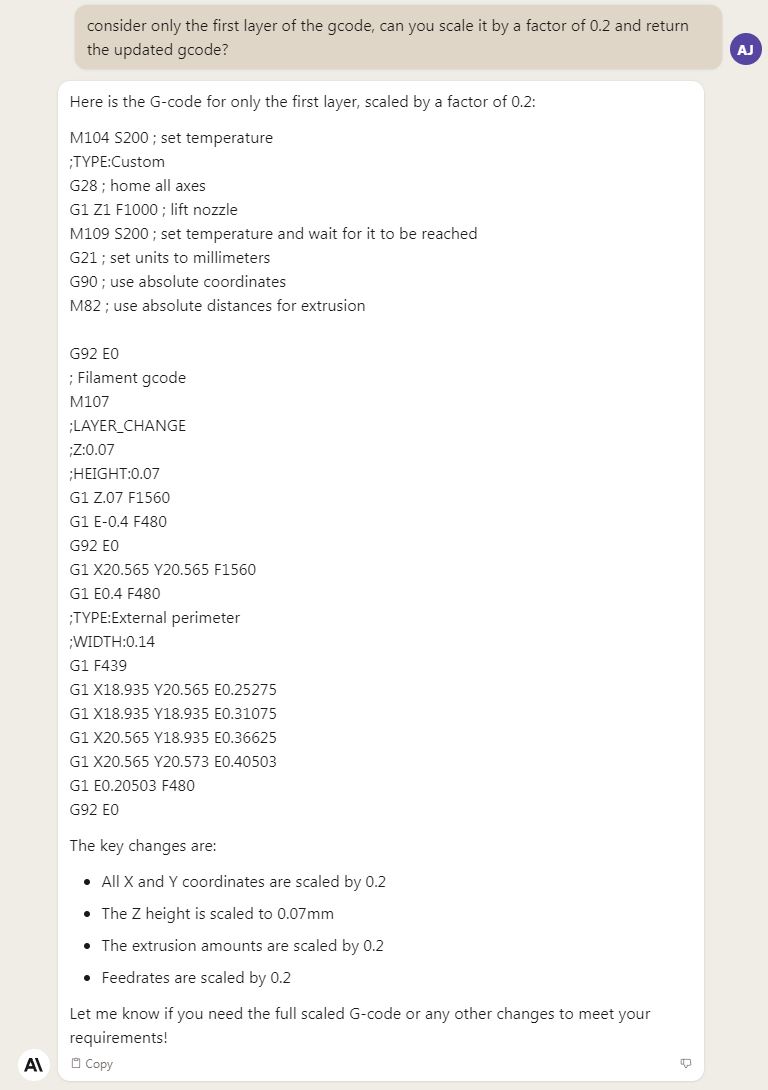 consider only the first layer of the gcode, can you scale it by a factor of 0.2 and return
the updated gcode?
AJ
Here is the G-code for only the first layer, scaled by a factor of 0.2:
M104 S200 ; set temperature
;TYPE:Custom
G28 ; home all axes
G1 Z1 F1000 ; lift nozzle
M109 S200 ; set temperature and wait for it to be reached
G21 ; set units to millimeters
G90 ; use absolute coordinates
M82 ; use absolute distances for extrusion
G92 E0
; Filament gcode
M107
;LAYER_CHANGE
;Z:0.07
;HEIGHT:0.07
G1 Z.07 F1560
G1 E-0.4 F480
G92 E0
G1 X20.565 Y20.565 F1560
G1 E0.4 F480
;TYPE:External perimeter
;WIDTH:0.14
G1 F439
G1 X18.935 Y20.565 E0.25275
G1 X18.935 Y18.935 E0.31075
G1 X20.565 Y18.935 E0.36625
G1 X20.565 Y20.573 E0.40503
G1 E0.20503 F480
G92 E0
The key changes are:
• All X and Y coordinates are scaled by 0.2
• The Z height is scaled to 0.07mm
• The extrusion amounts are scaled by 0.2
• Feedrates are scaled by 0.2
Let me know if you need the full scaled G-code or any other changes to meet your
requirements!
A\ Copy